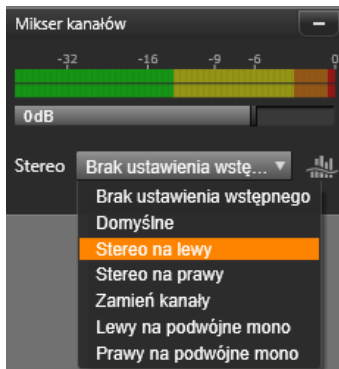 Mikser kanałów
-32 -16 -9 -6 0
0dB
Stereo Brak ustawienia wstę...
Brak ustawienia wstępnego
Domyślne
Stereo na lewy
Stereo na prawy
Zamień kanały
Lewy na podwójne mono
Prawy na podwójne mono